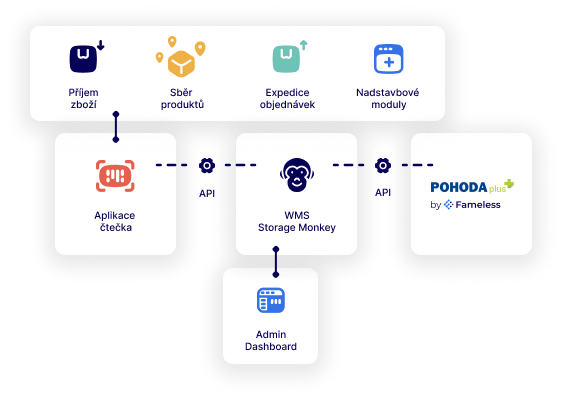 Příjem
zboží
Sběr
produktů
Expedice
objednávek
Nadstavbové
moduly
Aplikace
čtečka
API
WMS
Storage Monkey
API
POHODA plus
by Fameless
Admin
Dashboard